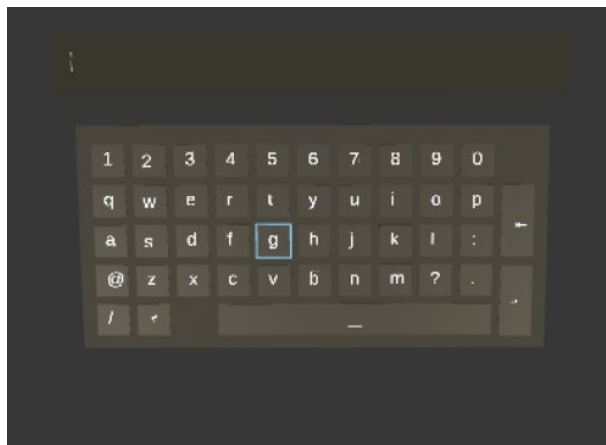 1 2 3 4 5 6 7 8 9 0
q w e r t y u i o p
a s d f g h j k l :
@ z x c v b n m ? .
/